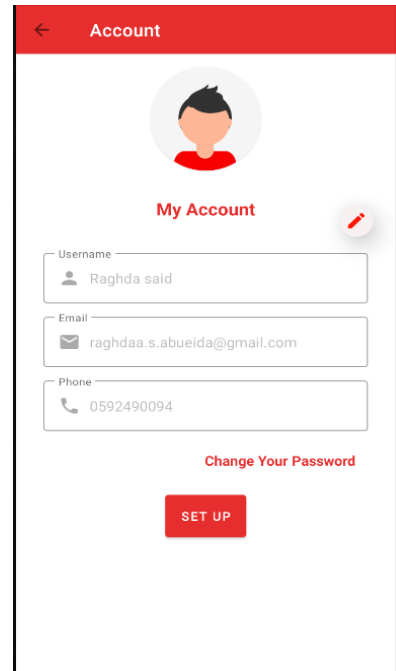 Account
My Account
Username
Raghda said
Email
raghdaa.s.abueida@gmail.com
Phone
0592490094
Change Your Password
SET UP